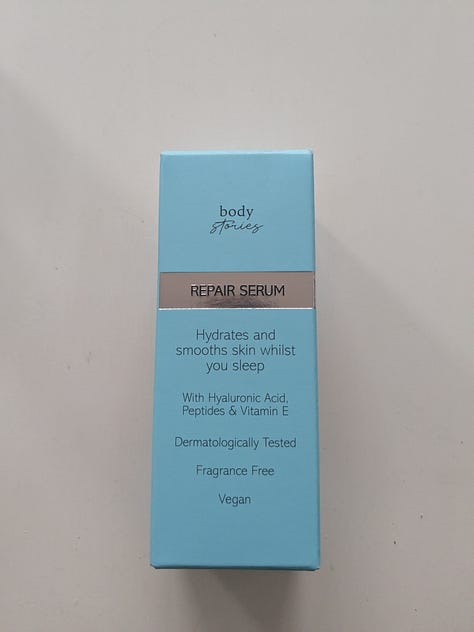 body
stories
REPAIR SERUM
Hydrates and
smooths skin whilst
you sleep
With Hyaluronic Acid,
Peptides & Vitamin E
Dermatologically Tested
Fragrance Free
Vegan